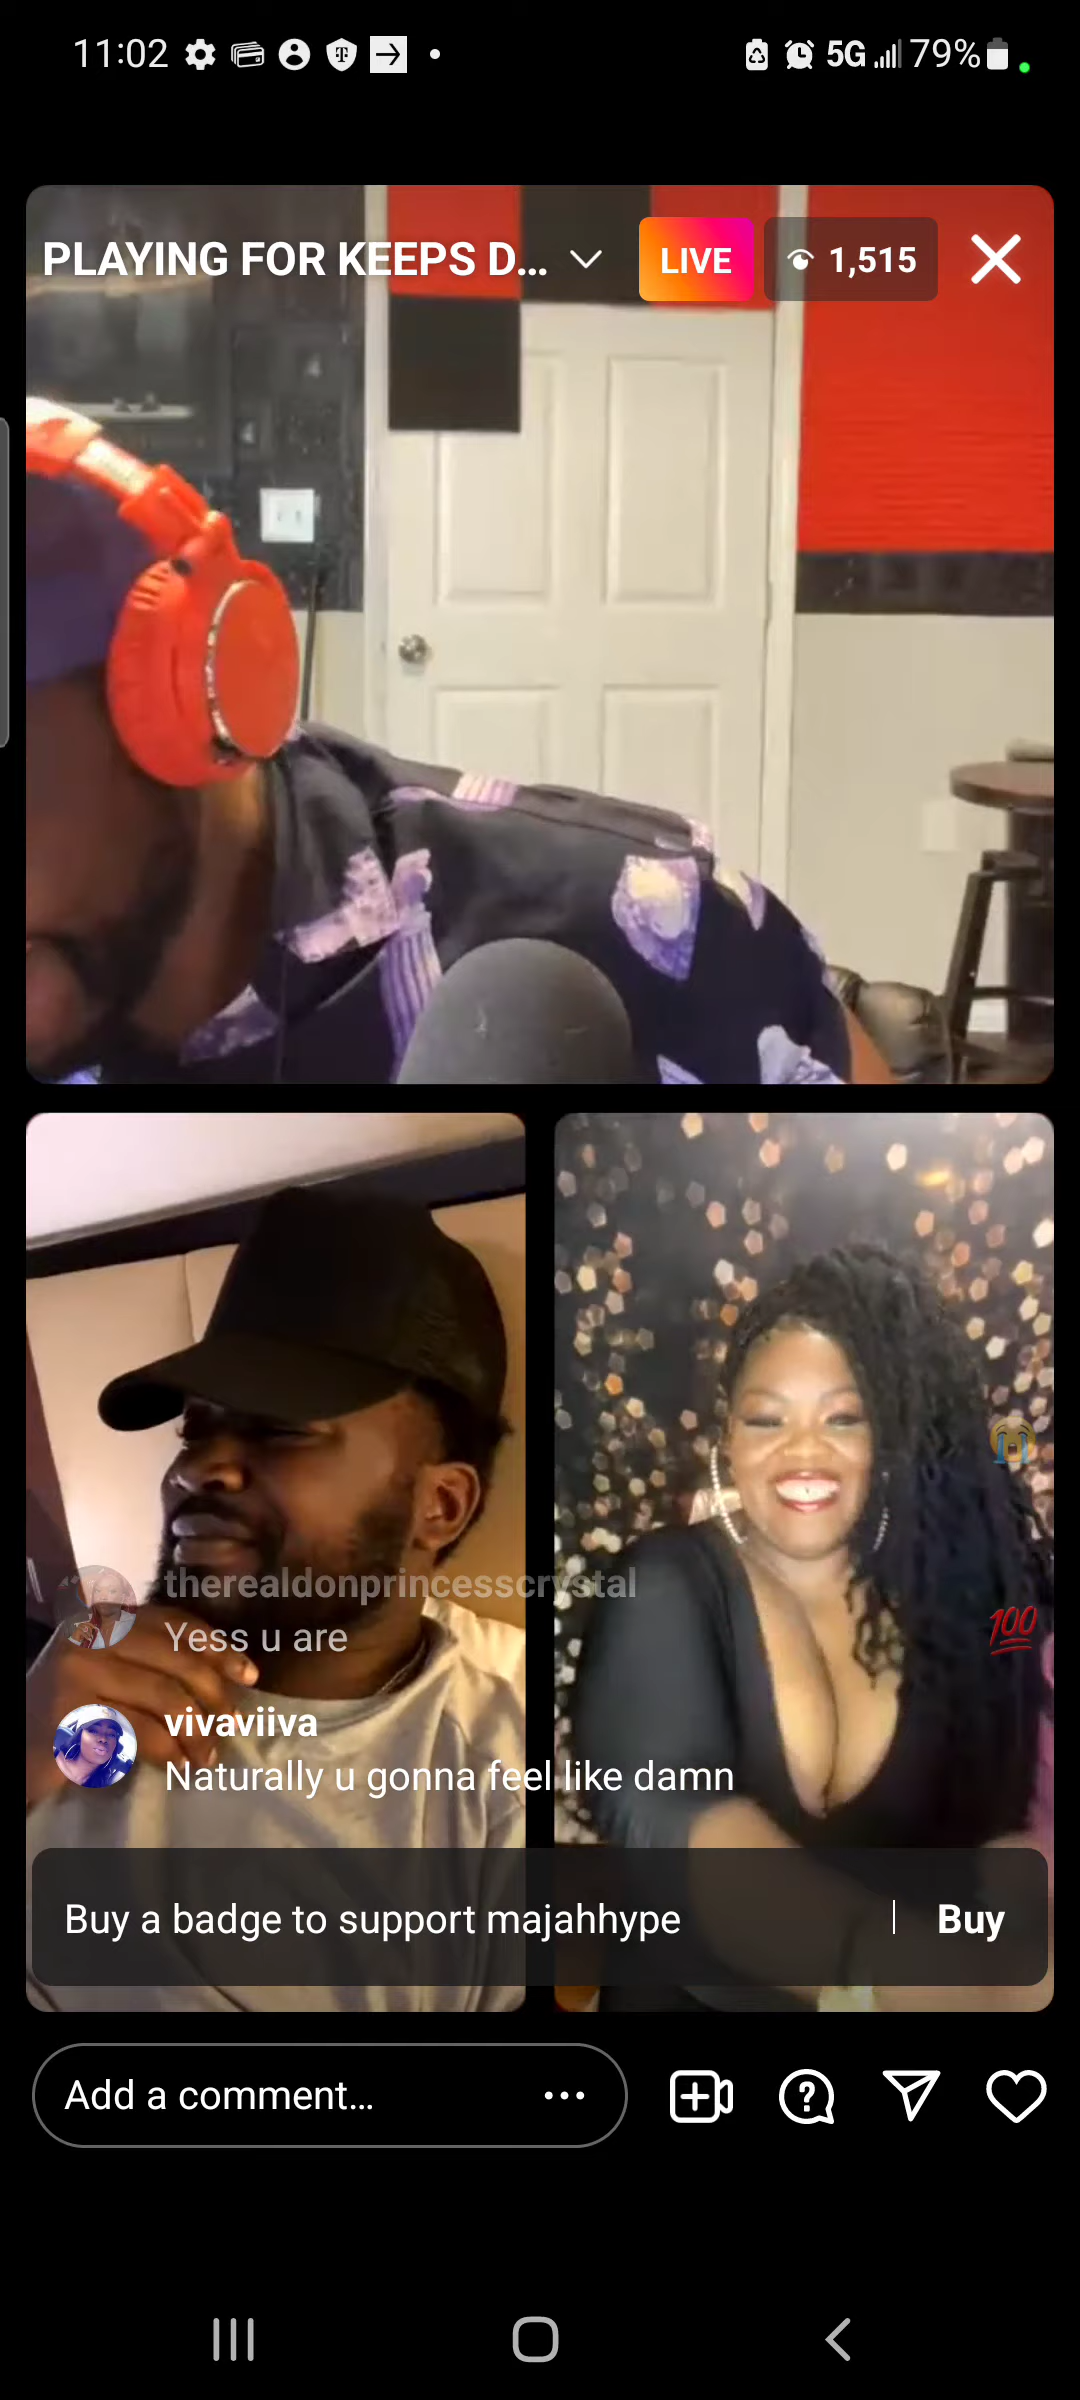 11:02
5G 79%
PLAYING FOR KEEPS D...
LIVE
1,515
therealdonprincesscrystal
Yess u are
vivaviiva
Naturally u gonna feel like damn
Buy a badge to support majahhype | Buy
Add a comment...